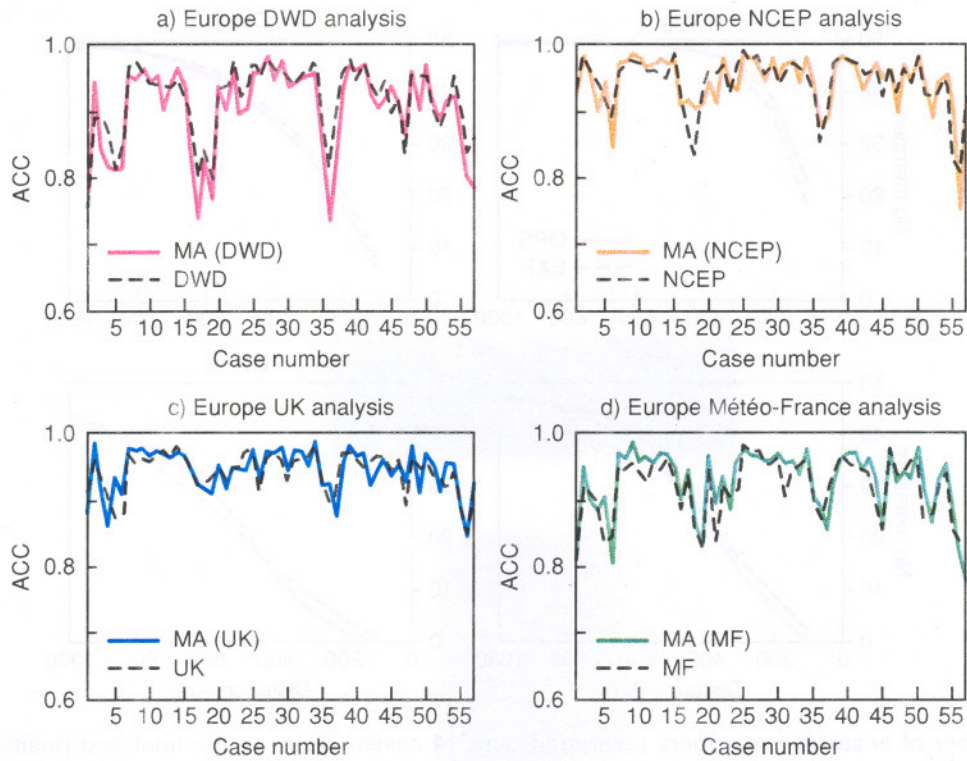 a) Europe DWD analysis
1.0
0.8
0.6
ACC
MA (DWD)
DWD
5 10 15 20 25 30 35 40 45 50 55
Case number
b) Europe NCEP analysis
1.0
0.8
0.6
ACC
MA (NCEP)
NCEP
5 10 15 20 25 30 35 40 45 50 55
Case number
c) Europe UK analysis
1.0
0.8
0.6
ACC
MA (UK)
UK
5 10 15 20 25 30 35 40 45 50 55
Case number
d) Europe Météo-France analysis
1.0
0.8
0.6
ACC
MA (MF)
MF
5 10 15 20 25 30 35 40 45 50 55
Case number